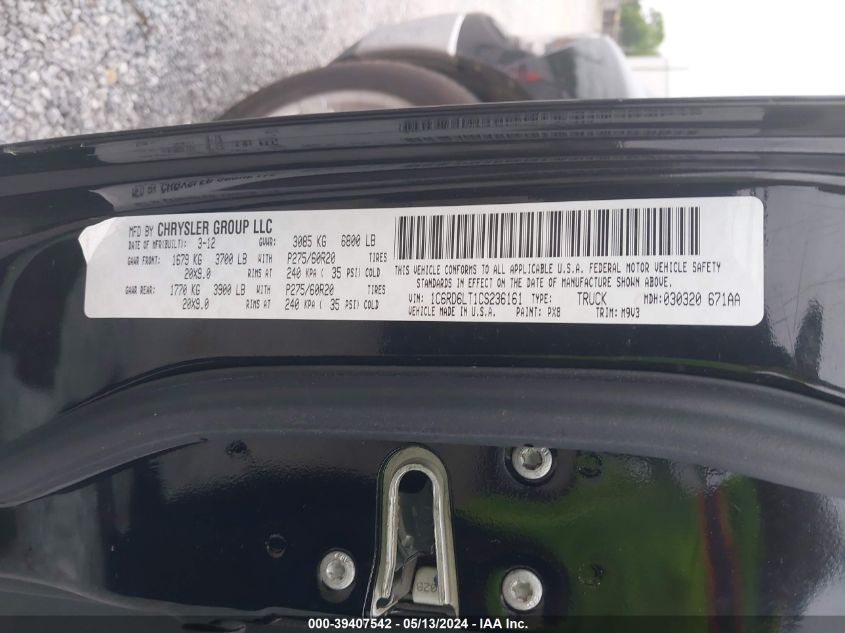 MFD BY CHRYSLER GROUP LLC
DATE OF MFR(BUILT): 3-12 GVWR: 3085 KG 6800 LB
GAWR FRONT: 1679 KG 3700 LB WITH P275/60R20 TIRES
20X9.0 RIMS AT 240 KPA ( 35 PSI) COLD
GAWR REAR: 1770 KG 3900 LB WITH P275/60R20 TIRES
20X9.0 RIMS AT 240 KPA ( 35 PSI) COLD
THIS VEHICLE CONFORMS TO ALL APPLICABLE U.S.A. FEDERAL MOTOR VEHICLE SAFETY
STANDARDS IN EFFECT ON THE DATE OF MANUFACTURE SHOWN ABOVE.
VIN: 1C6RD6LT1CS236161 TYPE: TRUCK MDH: 030320 671AA
VEHICLE MADE IN U.S.A. PAINT: PX8 TRIM: M9V3
000-39407542 - 05/13/2024 - IAA Inc.